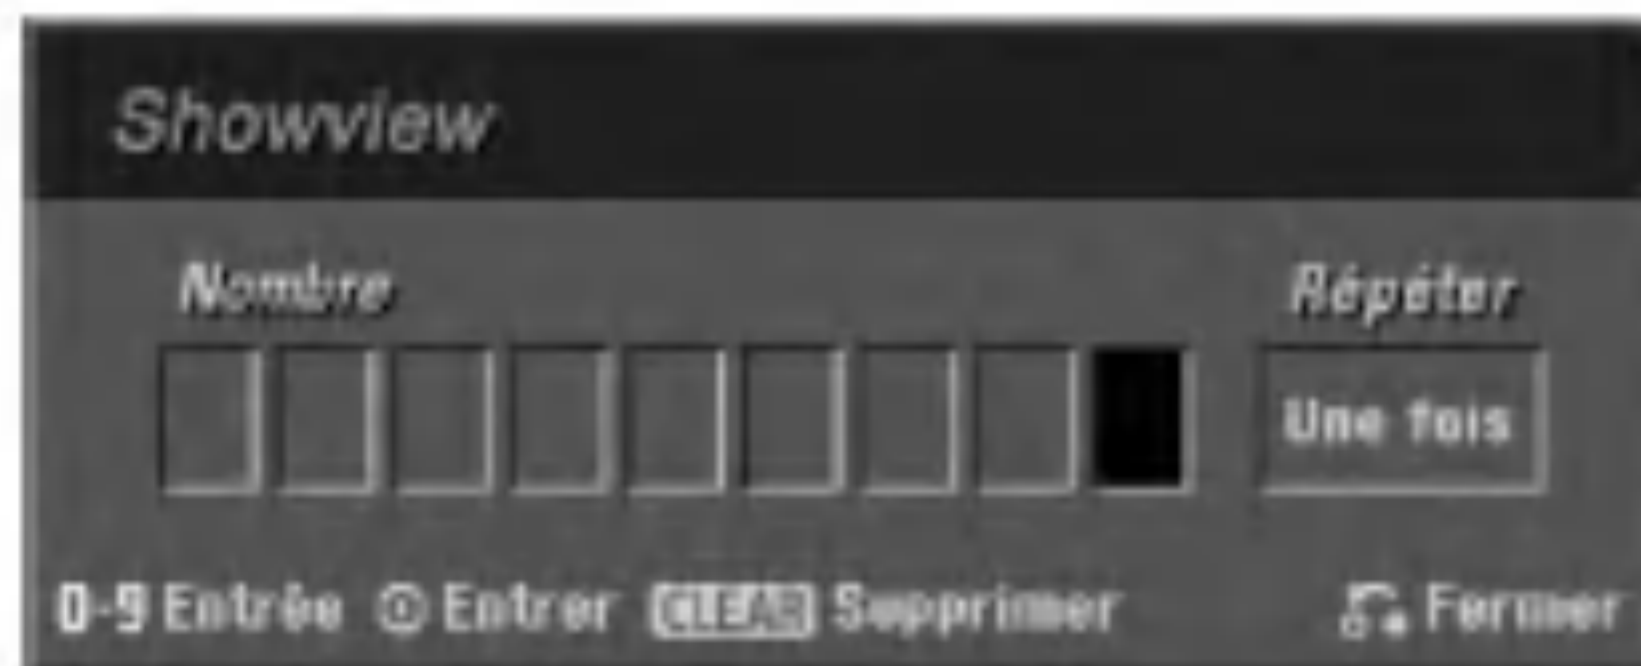 Showview
Nombre Répéter
Une fois
0-9 Entrée Entrer CLEAR Supprimer Fermer